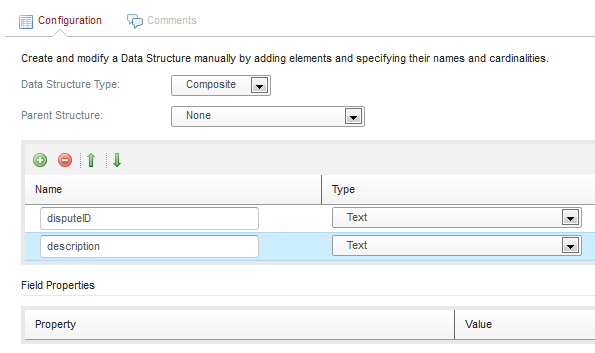 Configuration Comments
Create and modify a Data Structure manually by adding elements and specifying their names and cardinalities.
Data Structure Type: Composite
Parent Structure: None
Name Type
disputeID Text
description Text
Field Properties
Property Value